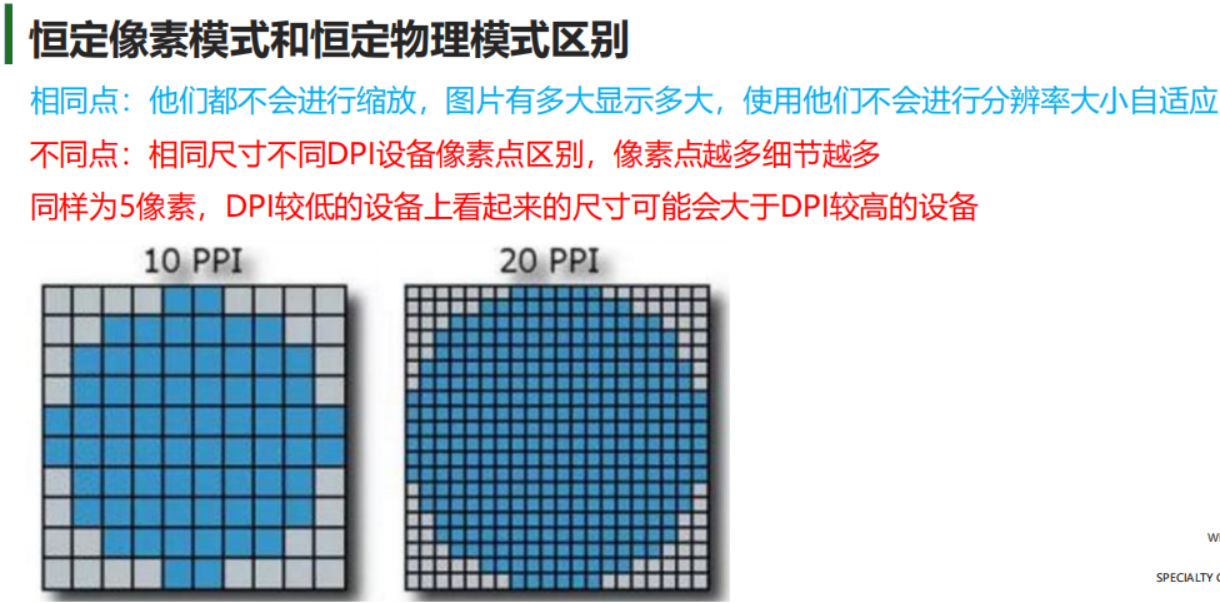 恒定像素模式和恒定物理模式区别
相同点：他们都不会进行缩放，图片有多大显示多大，使用他们不会进行分辨率大小自适应
不同点：相同尺寸不同DPI设备像素点区别，像素点越多细节越多
同样为5像素，DPI较低的设备上看起来的尺寸可能会大于DPI较高的设备
10 PPI
20 PPI
SPECIALTY